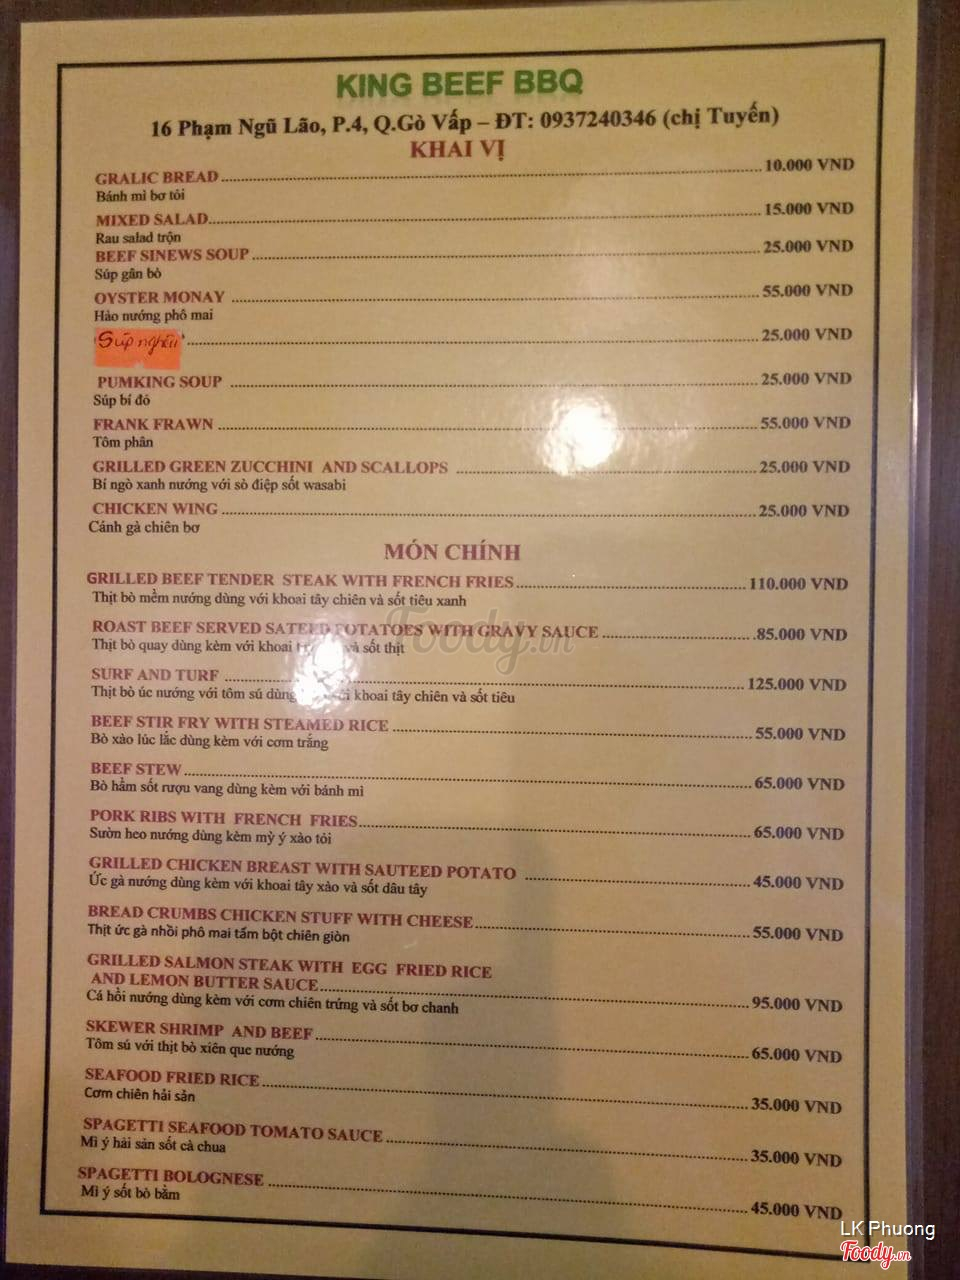 KING BEEF BBQ
16 Phạm Ngũ Lão, P.4, Q.Gò Vấp – ĐT: 0937240346 (chị Tuyến)
KHAI VỊ
GRALIC BREAD 10.000 VND
Bánh mì bơ tỏi
MIXED SALAD 15.000 VND
Rau salad trộn
BEEF SINEWS SOUP 25.000 VND
Súp gân bò
OYSTER MONAY 55.000 VND
Hào nướng phô mai
Súp nghêu 25.000 VND
PUMKING SOUP 25.000 VND
Súp bí đỏ
FRANK FRAWN 55.000 VND
Tôm phân
GRILLED GREEN ZUCCHINI AND SCALLOPS 25.000 VND
Bí ngò xanh nướng với sò điệp sốt wasabi
CHICKEN WING 25.000 VND
Cánh gà chiên bơ
MÓN CHÍNH
GRILLED BEEF TENDER STEAK WITH FRENCH FRIES 110.000 VND
Thịt bò mềm nướng dùng với khoai tây chiên và sốt tiêu xanh
ROAST BEEF SERVED SATEED POTATOES WITH GRAVY SAUCE .85.000 VND
Thịt bò quay dùng kèm với khoai và sốt thịt
SURF AND TURF 125.000 VND
Thịt bò úc nướng với tôm sú dùng khoai tây chiên và sốt tiêu
BEEF STIR FRY WITH STEAMED RICE 55.000 VND
Bò xào lúc lắc dùng kèm với cơm trắng
BEEF STEW 65.000 VND
Bò hầm sốt rượu vang dùng kèm với bánh mì
PORK RIBS WITH FRENCH FRIES 65.000 VND
Sườn heo nướng dùng kèm mỳ ý xào tỏi
GRILLED CHICKEN BREAST WITH SAUTEED POTATO 45.000 VND
Ức gà nướng dùng kèm với khoai tây xào và sốt dâu tây
BREAD CRUMBS CHICKEN STUFF WITH CHEESE 55.000 VND
Thịt ức gà nhồi phô mai tẩm bột chiên giòn
GRILLED SALMON STEAK WITH EGG FRIED RICE
AND LEMON BUTTER SAUCE 95.000 VND
Cá hồi nướng dùng kèm với cơm chiên trứng và sốt bơ chanh
SKEWER SHRIMP AND BEEF 65.000 VND
Tôm sú với thịt bò xiên que nướng
SEAFOOD FRIED RICE 35.000 VND
Cơm chiên hải sản
SPAGETTI SEAFOOD TOMATO SAUCE 35.000 VND
Mì ý hải sản sốt cà chua
SPAGETTI BOLOGNESE 45.000 VND
Mì ý sốt bò bằm
Foody.vn
LK Phuong
Foody.vn